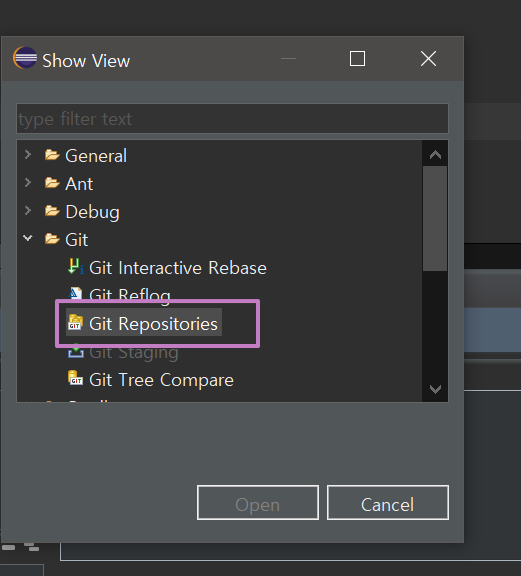 Show View
type filter text
General
Ant
Debug
Git
Git Interactive Rebase
Git Reflog
Git Repositories
Git Staging
Git Tree Compare
Open
Cancel